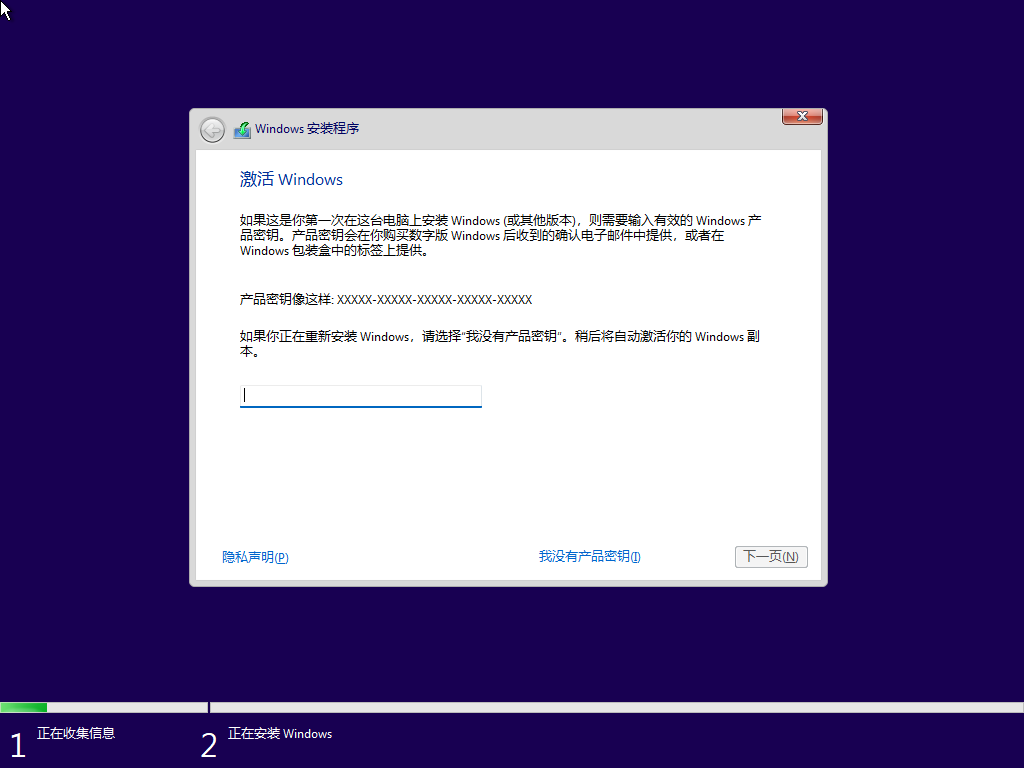 Windows 安装程序
激活 Windows
如果这是你第一次在这台电脑上安装 Windows (或其他版本)，则需要输入有效的 Windows 产
品密钥。产品密钥会在你购买数字版 Windows 后收到的确认电子邮件中提供，或者在
Windows 包装盒中的标签上提供。
产品密钥像这样: XXXXX-XXXXX-XXXXX-XXXXX-XXXXX
如果你正在重新安装 Windows，请选择"我没有产品密钥"。稍后将自动激活你的 Windows 副
本。
隐私声明(P)
我没有产品密钥(I)
下一页(N)
1 正在收集信息
2 正在安装 Windows